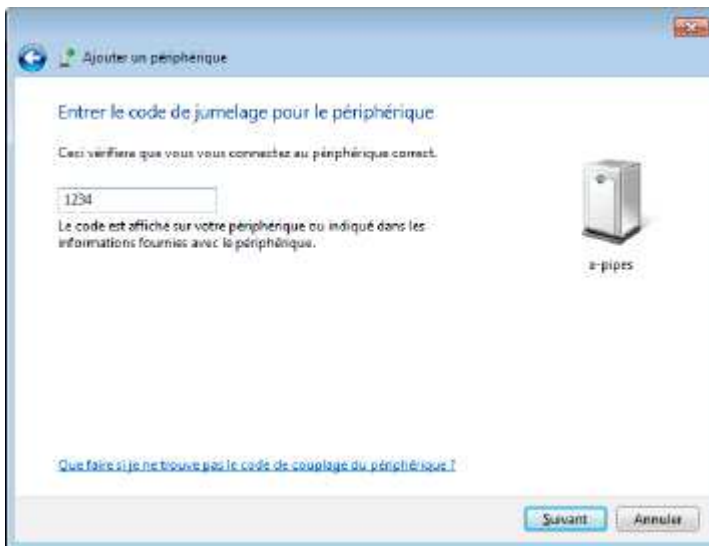 Ajouter un périphérique
Entrer le code de jumelage pour le périphérique
Ceci vérifiera que vous vous connectez au périphérique correct.
1234
Le code est affiché sur votre périphérique ou indiqué dans les
informations fournies avec le périphérique.
a-pipes
Que faire si je ne trouve pas le code de couplage du périphérique ?
Suivant Annuler